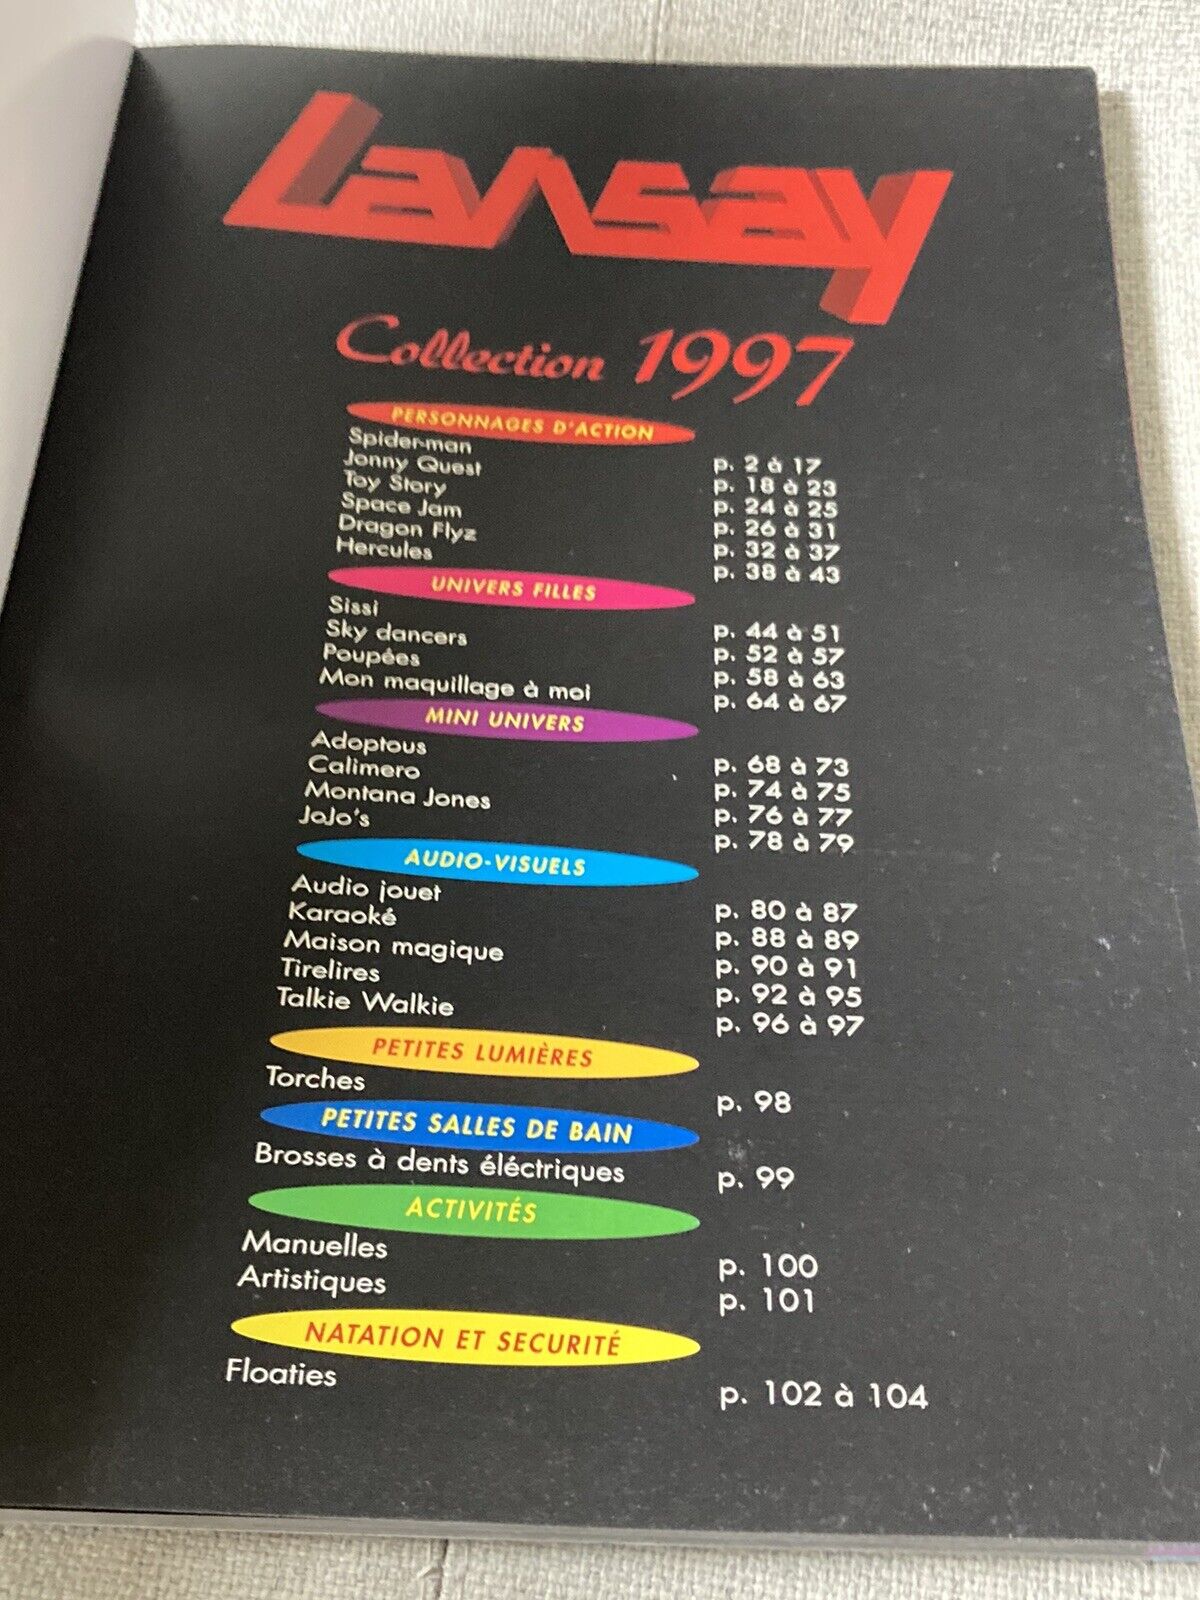 Lansay
Collection 1997
PERSONNAGES D'ACTION
Spider-man p. 2 à 17
Jonny Quest p. 18 à 23
Toy Story p. 24 à 25
Space Jam p. 26 à 31
Dragon Flyz p. 32 à 37
Hercules p. 38 à 43
UNIVERS FILLES
Sissi p. 44 à 51
Sky dancers p. 52 à 57
Poupées p. 58 à 63
Mon maquillage à moi p. 64 à 67
MINI UNIVERS
Adoptous p. 68 à 73
Calimero p. 74 à 75
Montana Jones p. 76 à 77
JoJo's p. 78 à 79
AUDIO-VISUELS
Audio jouet p. 80 à 87
Karaoké p. 88 à 89
Maison magique p. 90 à 91
Tirelires p. 92 à 95
Talkie Walkie p. 96 à 97
PETITES LUMIÈRES
Torches p. 98
PETITES SALLES DE BAIN
Brosses à dents éléctriques p. 99
ACTIVITÉS
Manuelles p. 100
Artistiques p. 101
NATATION ET SECURITÉ
Floaties p. 102 à 104